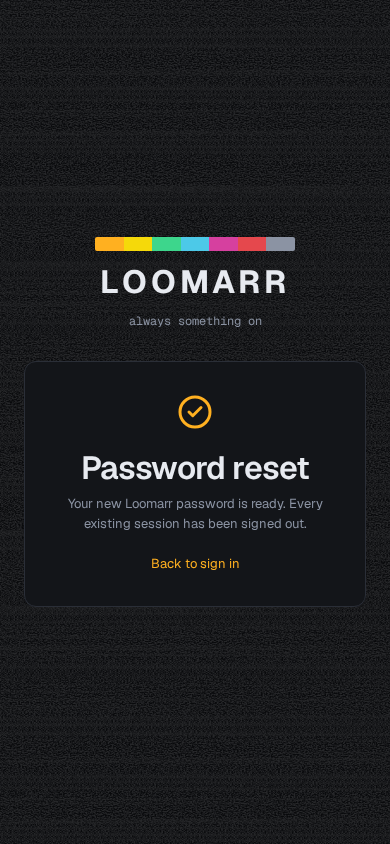 LOOMARR
always something on
Password reset
Your new Loomarr password is ready. Every
existing session has been signed out.
Back to sign in